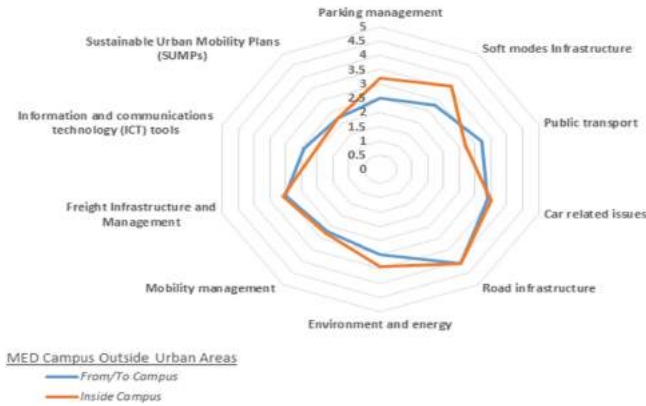 Parking management
5
4.5
4
3.5
3
2.5
2
1.5
1
0.5
0
Soft modes Infrastructure
Public transport
Car related issues
Road infrastructure
Environment and energy
Mobility management
Freight Infrastructure and
Management
Information and communications
technology (ICT) tools
Sustainable Urban Mobility Plans
(SUMPs)
MED Campus Outside Urban Areas
From/To Campus
Inside Campus